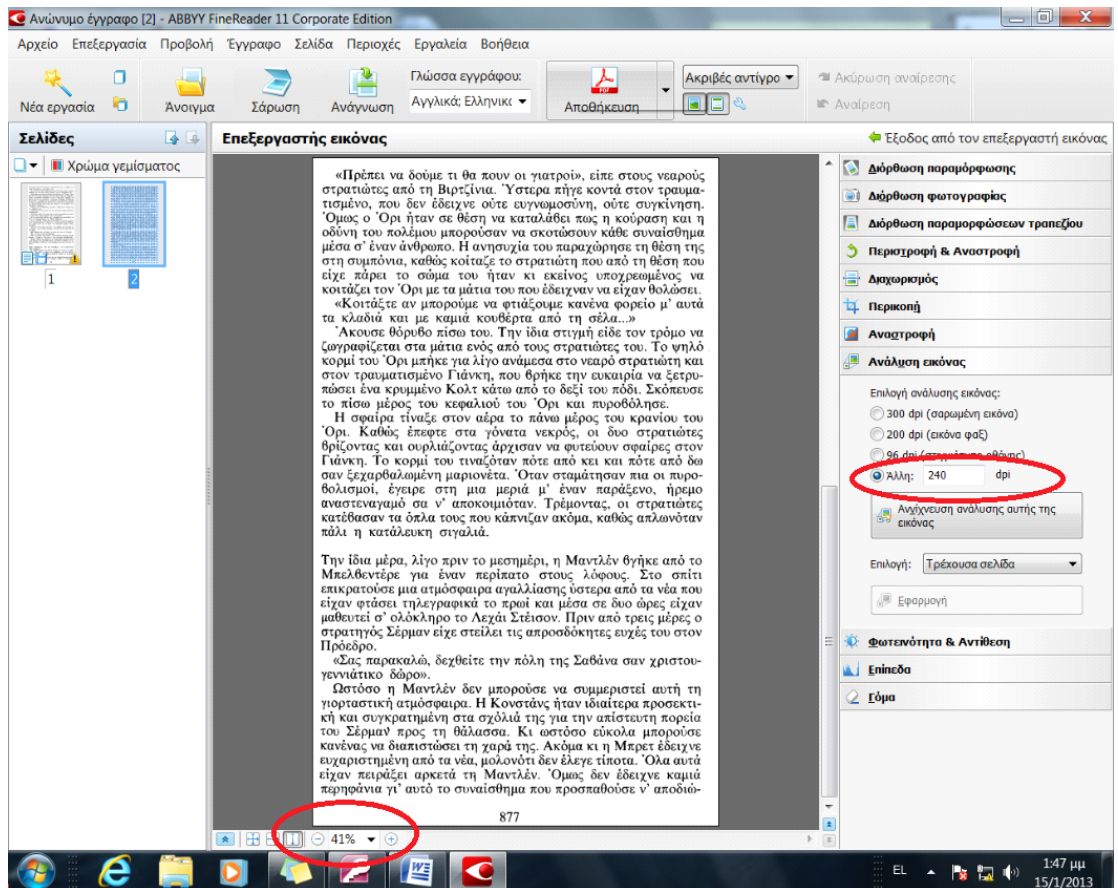 Ανώνυμο έγγραφο [2] - ABBYY FineReader 11 Corporate Edition
Αρχείο Επεξεργασία Προβολή Έγγραφο Σελίδα Περιοχές Εργαλεία Βοήθεια
Νέα εργασία
Άνοιγμα
Σάρωση
Ανάγνωση
Γλώσσα εγγράφου:
Αγγλικά; Ελληνικο
Αποθήκευση
Ακριβές αντίγρο
Ακύρωση αναίρεσης
Αναίρεση
Σελίδες
Χρώμα γεμίσματος
1
2
Επεξεργαστής εικόνας
Έξοδος από τον επεξεργαστή εικόνας
«Πρέπει να δούμε τι θα πουν οι γιατροί», είπε στους νεαρούς
στρατιώτες από τη Βιρτζίνια. Ύστερα πήγε κοντά στον τραυμα-
τισμένο, που δεν έδειχνε ούτε ευγνωμοσύνη, ούτε συγκίνηση.
Όμως ο Όρι ήταν σε θέση να καταλάβει πως η κούραση και η
οδύνη του πολέμου μπορούσαν να σκοτώσουν κάθε συναίσθημα
μέσα σ' έναν άνθρωπο. Η ανησυχία του παραχώρησε τη θέση της
στη συμπόνια, καθώς κοίταζε το στρατιώτη που από τη θέση που
είχε πάρει το σώμα του ήταν κι εκείνος υποχρεωμένος να
κοιτάζει τον Όρι με τα μάτια του που έδειχναν να είχαν θολώσει.
«Κοιτάξτε αν μπορούμε να φτιάξουμε κανένα φορείο μ' αυτά
τα κλαδιά και με καμιά κουβέρτα από τη σέλα...»
Άκουσε θόρυβο πίσω του. Την ίδια στιγμή είδε τον τρόμο να
ζωγραφίζεται στα μάτια ενός από τους στρατιώτες του. Το ψηλό
κορμί του Όρι μπήκε για λίγο ανάμεσα στο νεαρό στρατιώτη και
στον τραυματισμένο Γιάνκη, που βρήκε την ευκαιρία να ξετρυ-
πώσει ένα κρυμμένο Κολτ κάτω από το δεξί του πόδι. Σκόπευσε
το πίσω μέρος του κεφαλιού του Όρι και πυροβόλησε.
Η σφαίρα τίναξε στον αέρα το πάνω μέρος του κρανίου του
Όρι. Καθώς έπεφτε στα γόνατα νεκρός, οι δυο στρατιώτες
βρίζοντας και ουρλιάζοντας άρχισαν να φυτεύουν σφαίρες στον
Γιάνκη. Το κορμί του τιναζόταν πότε από κει και πότε από δω
σαν ξεχαρβαλωμένη μαριονέτα. Όταν σταμάτησαν πια οι πυρο-
βολισμοί, έγειρε στη μια μεριά μ' έναν παράξενο, ήρεμο
αναστεναγαμό σα ν' αποκοιμιόταν. Τρέμοντας, οι στρατιώτες
κατέβασαν τα όπλα τους που κάπνιζαν ακόμα, καθώς απλωνόταν
πάλι η κατάλευκη σιγαλιά.
Την ίδια μέρα, λίγο πριν το μεσημέρι, η Μαντλέν βγήκε από το
Μπελβεντέρε για έναν περίπατο στους λόφους. Στο σπίτι
επικρατούσε μια ατμόσφαιρα αγαλλίασης ύστερα από τα νέα που
είχαν φτάσει τηλεγραφικά το πρωί και μέσα σε δυο ώρες είχαν
μαθευτεί σ' ολόκληρο το Λεχάι Στέισον. Πριν από τρεις μέρες ο
στρατηγός Σέρμαν είχε στείλει τις απροσδόκητες ευχές του στον
Πρόεδρο.
«Σας παρακαλώ, δεχθείτε την πόλη της Σαβάνα σαν χριστου-
γεννιάτικο δώρο».
Ωστόσο η Μαντλέν δεν μπορούσε να συμμεριστεί αυτή τη
γιορταστική ατμόσφαιρα. Η Κονστάνς ήταν ιδιαίτερα προσεκτι-
κή και συγκρατημένη στα σχόλιά της για την απίστευτη πορεία
του Σέρμαν προς τη θάλασσα. Κι ωστόσο εύκολα μπορούσε
κανένας να διαπιστώσει τη χαρά της. Ακόμα κι η Μπρετ έδειχνε
ευχαριστημένη από τα νέα, μολονότι δεν έλεγε τίποτα. Όλα αυτά
είχαν πειράξει αρκετά τη Μαντλέν. Όμως δεν έδειχνε καμιά
περηφάνια γι' αυτό το συναίσθημα που προσπαθούσε ν' αποδιώ-
877
41%
Διόρθωση παραμόρφωσης
Διόρθωση φωτογραφίας
Διόρθωση παραμορφώσεων τραπεζίου
Περιστροφή & Αναστροφή
Διαχωρισμός
Περικοπή
Αναστροφή
Ανάλυση εικόνας
Επιλογή ανάλυσης εικόνας:
300 dpi (σαρωμένη εικόνα)
200 dpi (εικόνα φαξ)
96 dpi (στιγμιότυπο οθόνης)
Άλλη: 240 dpi
Ανίχνευση ανάλυσης αυτής της
εικόνας
Επιλογή: Τρέχουσα σελίδα
Εφαρμογή
Φωτεινότητα & Αντίθεση
Επίπεδα
Γόμα
EL
1:47 μμ
15/1/2013